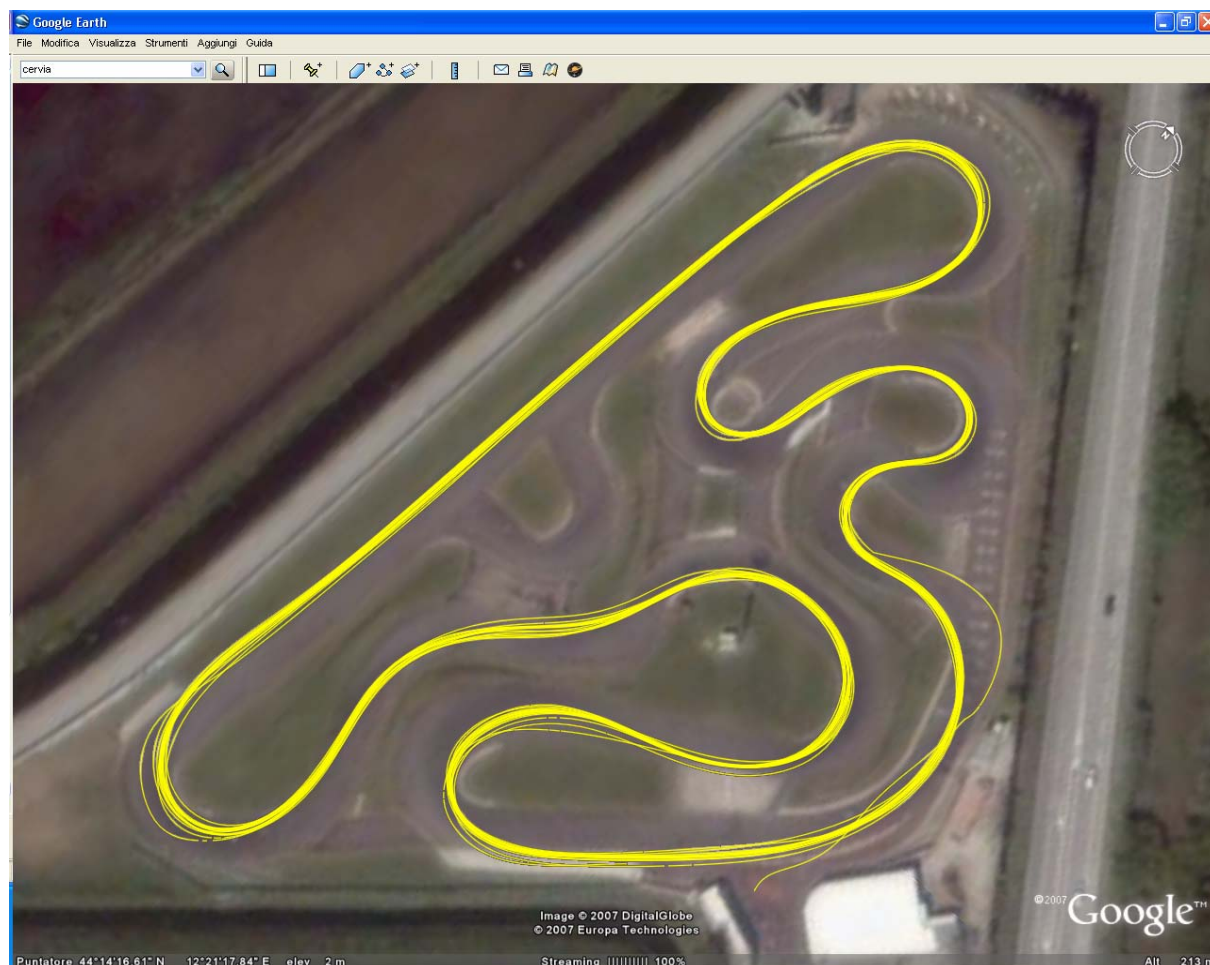 Google Earth
File Modifica Visualizza Strumenti Aggiungi Guida
cervia
N
Image © 2007 DigitalGlobe
© 2007 Europa Technologies
©2007 Google™
Puntatore 44°14'16.61" N 12°21'17.84" E elev 2 m Streaming |||||||||| 100% Alt 213 m